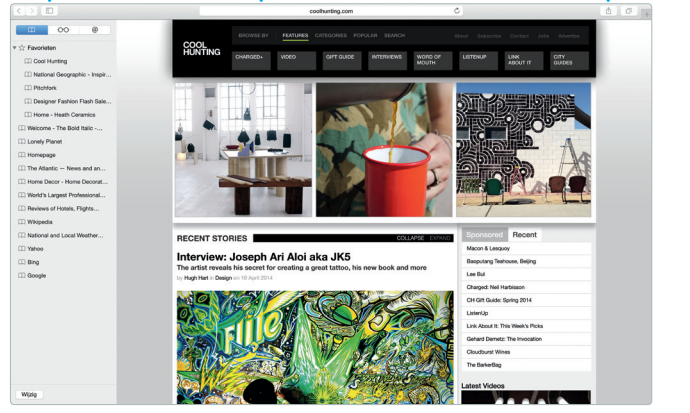 coolhunting.com
@
Favorieten
Cool Hunting
National Geographic - Inspir...
Pitchfork
Designer Fashion Flash Sale...
Home - Heath Ceramics
Welcome - The Bold Italic -...
Lonely Planet
Homepage
The Atlantic — News and an...
Home Decor - Home Decorat...
World's Largest Professional...
Reviews of Hotels, Flights...
Wikipedia
National and Local Weather...
Yahoo
Bing
Google
Wijzig
COOL
HUNTING
BROWSE BY FEATURES CATEGORIES POPULAR SEARCH
About Subscribe Contact Jobs Advertise
CHARGED+ VIDEO GIFT GUIDE INTERVIEWS WORD OF MOUTH LISTENUP LINK ABOUT IT CITY GUIDES
RECENT STORIES COLLAPSE EXPAND
Interview: Joseph Ari Aloi aka JK5
The artist reveals his secret for creating a great tattoo, his new book and more
by Hugh Hart in Design on 16 April 2014
Sponsored Recent
Macon & Lesquoy
Baoputang Teahouse, Beijing
Lee Bul
Charged: Neil Harbisson
CH Gift Guide: Spring 2014
ListenUp
Link About It: This Week's Picks
Gehard Demetz: The Invocation
Cloudburst Wines
The BarkerBag
Latest Videos